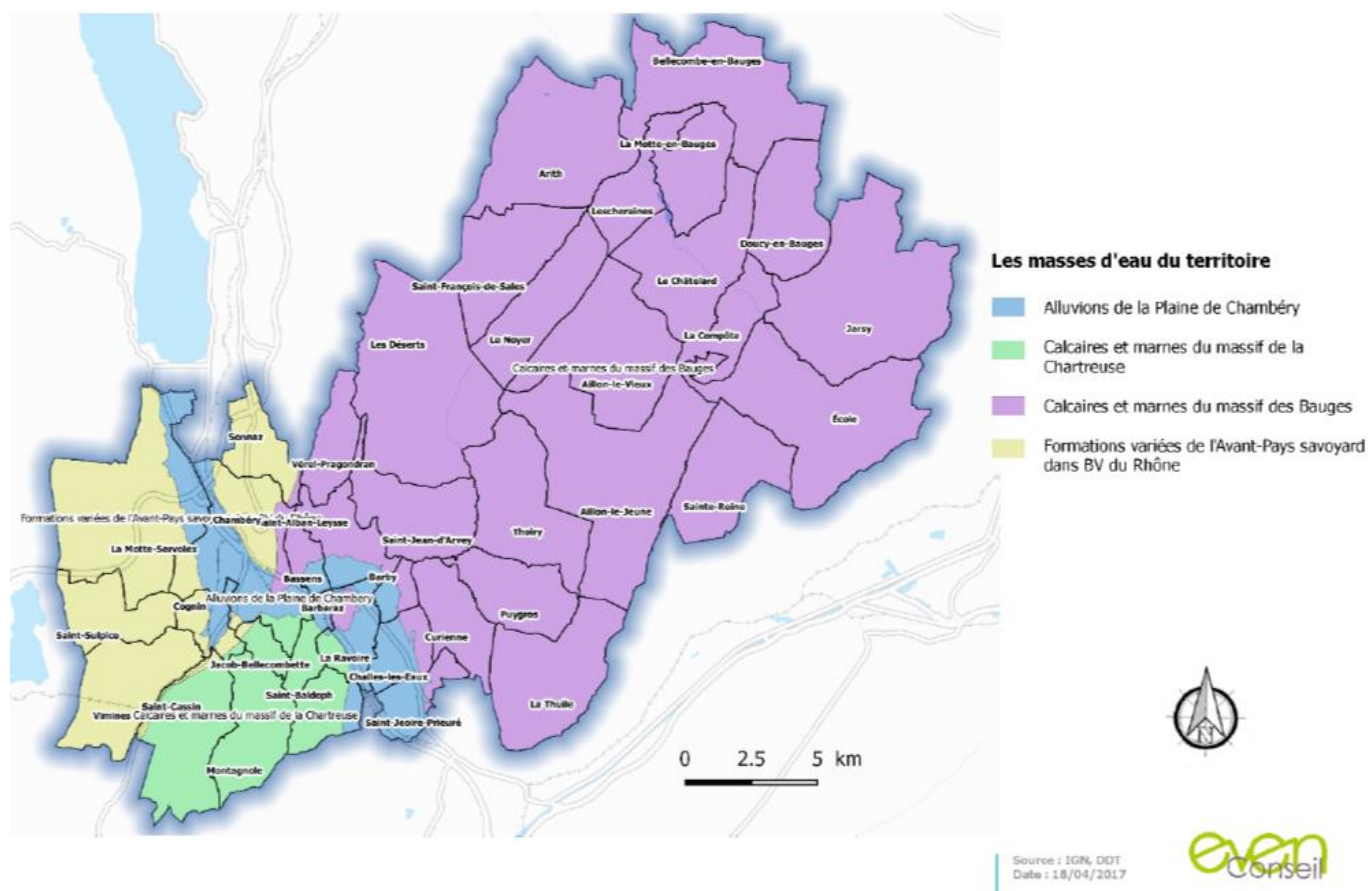 Bellecombe-en-Bauges
La Motte-en-Bauges
Arith
Lescheraines
Doucy-en-Bauges
Saint-François-de-Sales
Le Châtelard
Jarsy
Les Déserts
Le Noyer
La Compôte
Calcaires et marnes du massif des Bauges
Aillon-le-Vieux
École
Sonnaz
Vérel-Pragondran
Sainte-Reine
Aillon-le-Jeune
Formations variées de l'Avant-Pays savoyard
Chambéry
Saint-Alban-Leysse
Thoiry
Saint-Jean-d'Arvey
La Motte-Servolex
Bassens
Barby
Alluvions de la Plaine de Chambery
Cognin
Barberaz
Puygros
Saint-Sulpice
Curienne
La Ravoire
Jacob-Bellecombette
Challes-les-Eaux
Saint-Baldoph
Saint-Cassin
La Thuile
Vimines
Calcaires et marnes du massif de la Chartreuse
Saint-Jeoire-Prieuré
Montagnole
0 2.5 5 km
Les masses d'eau du territoire
Alluvions de la Plaine de Chambéry
Calcaires et marnes du massif de la
Chartreuse
Calcaires et marnes du massif des Bauges
Formations variées de l'Avant-Pays savoyard
dans BV du Rhône
N
Source : IGN, DDT
Date : 18/04/2017
even
Conseil